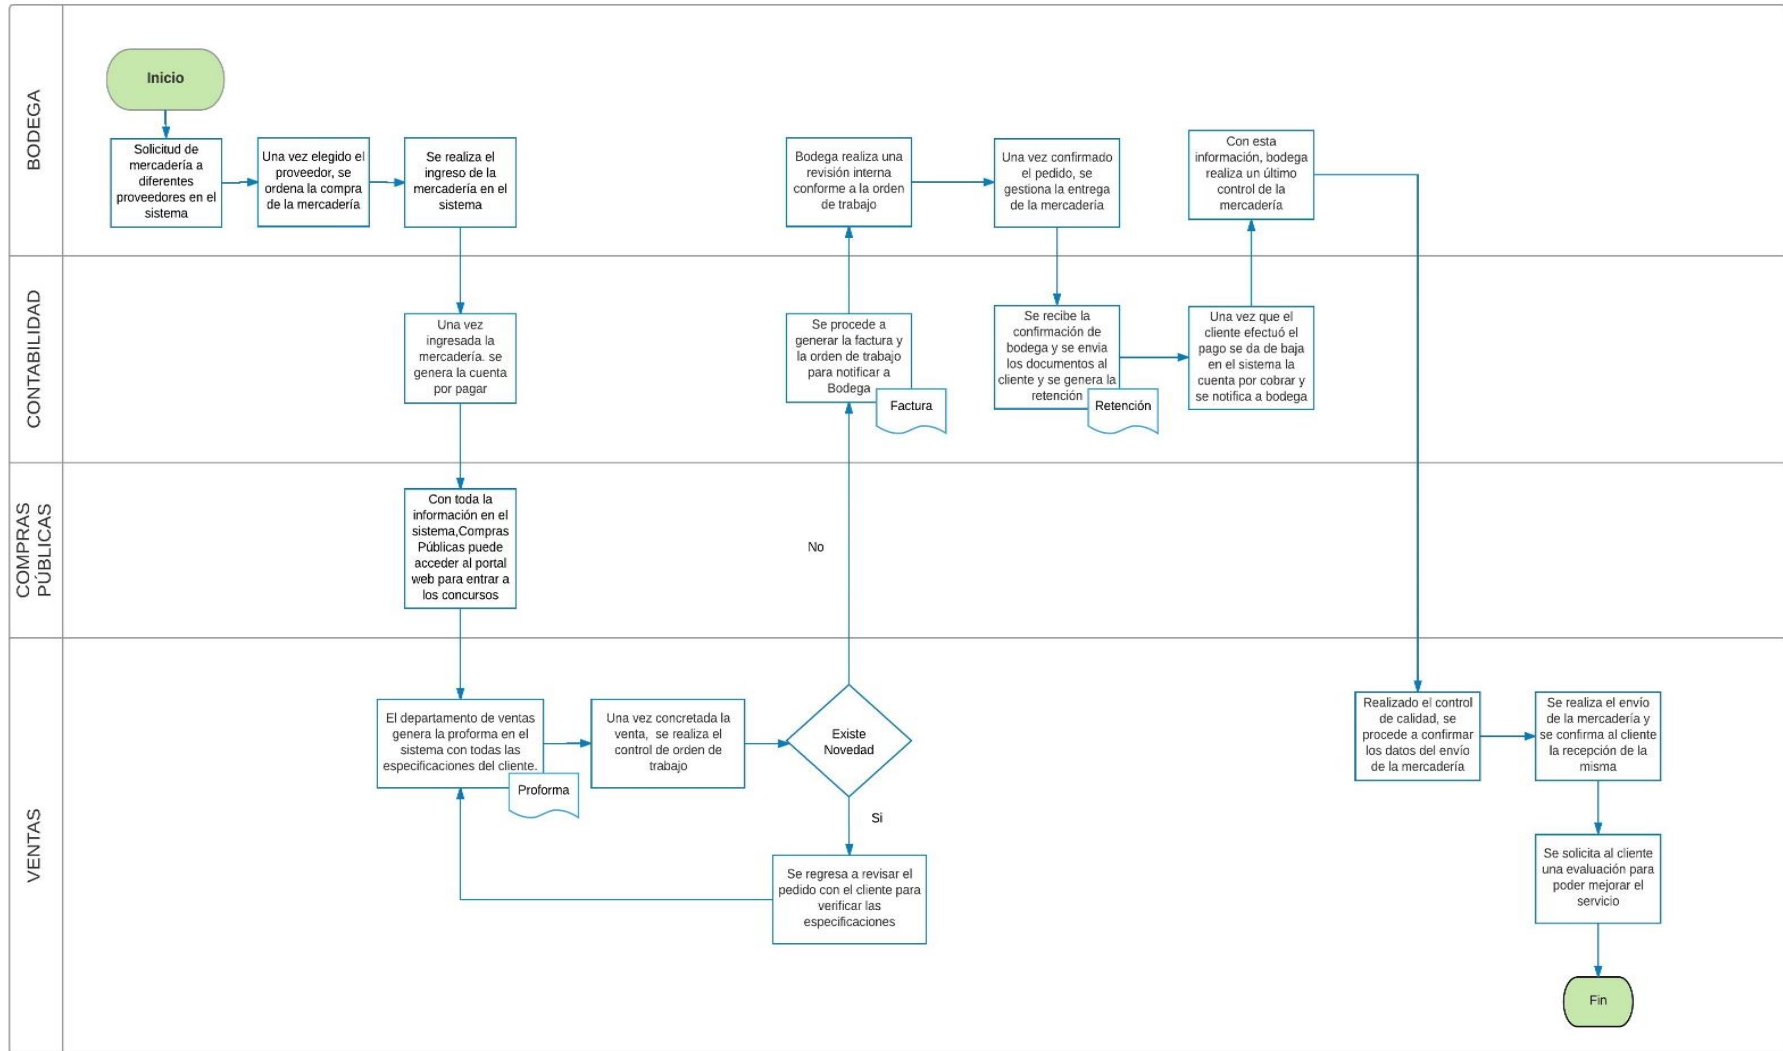 BODEGA
Inicio
Solicitud de
mercadería a
diferentes
proveedores en el
sistema
Una vez elegido el
proveedor, se
ordena la compra
de la mercadería
Se realiza el
ingreso de la
mercadería en el
sistema
Bodega realiza una
revisión interna
conforme a la orden
de trabajo
Una vez confirmado
el pedido, se
gestiona la entrega
de la mercadería
Con esta
información, bodega
realiza un último
control de la
mercadería
CONTABILIDAD
Una vez
ingresada la
mercadería. se
genera la cuenta
por pagar
Se procede a
generar la factura y
la orden de trabajo
para notificar a
Bodega
Factura
Se recibe la
confirmación de
bodega y se envia
los documentos al
cliente y se genera la
retención
Retención
Una vez que el
cliente efectuó el
pago se da de baja
en el sistema la
cuenta por cobrar y
se notifica a bodega
COMPRAS
PÚBLICAS
Con toda la
información en el
sistema,Compras
Públicas puede
acceder al portal
web para entrar a
los concursos
No
VENTAS
El departamento de ventas
genera la proforma en el
sistema con todas las
especificaciones del cliente.
Proforma
Una vez concretada la
venta, se realiza el
control de orden de
trabajo
Existe
Novedad
Si
Se regresa a revisar el
pedido con el cliente para
verificar las
especificaciones
Realizado el control
de calidad, se
procede a confirmar
los datos del envío
de la mercadería
Se realiza el envío
de la mercadería y
se confirma al cliente
la recepción de la
misma
Se solicita al cliente
una evaluación para
poder mejorar el
servicio
Fin